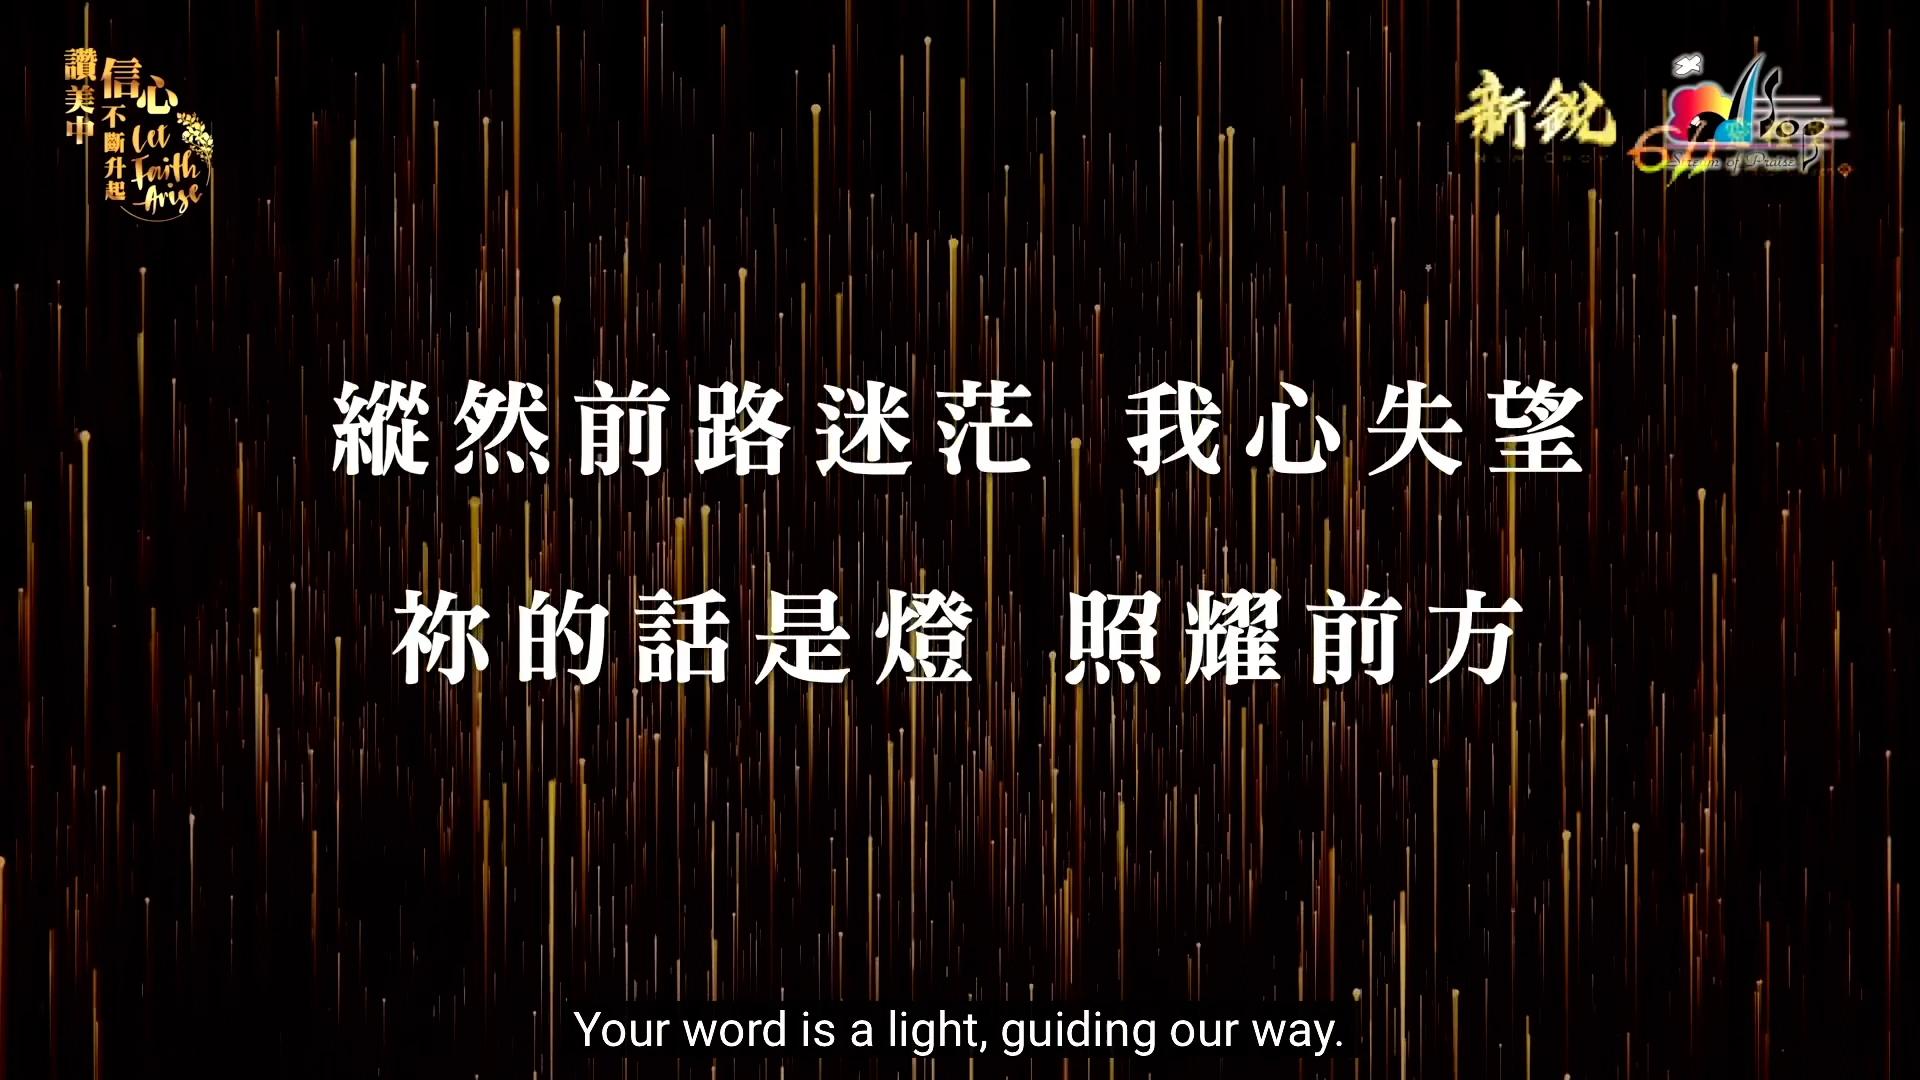 讚美中
信心
不斷升起
Let
Faith
Arise
新銳
Stream of Praise
縱然前路迷茫 我心失望
祢的話是燈 照耀前方
Your word is a light, guiding our way.